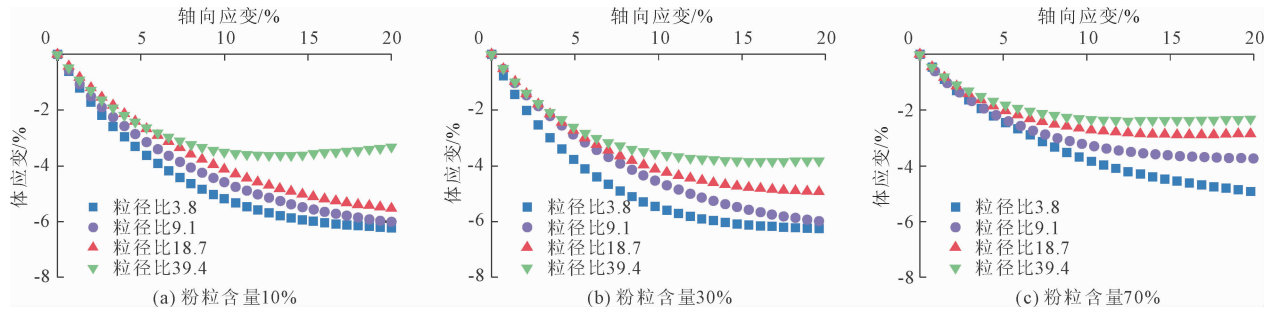 轴向应变/%
0 5 10 15 20
-2
-4
-6
-8
体应变/%
粒径比3.8
粒径比9.1
粒径比18.7
粒径比39.4
(a) 粉粒含量10%
轴向应变/%
0 5 10 15 20
-2
-4
-6
-8
体应变/%
粒径比3.8
粒径比9.1
粒径比18.7
粒径比39.4
(b) 粉粒含量30%
轴向应变/%
0 5 10 15 20
-2
-4
-6
-8
体应变/%
粒径比3.8
粒径比9.1
粒径比18.7
粒径比39.4
(c) 粉粒含量70%